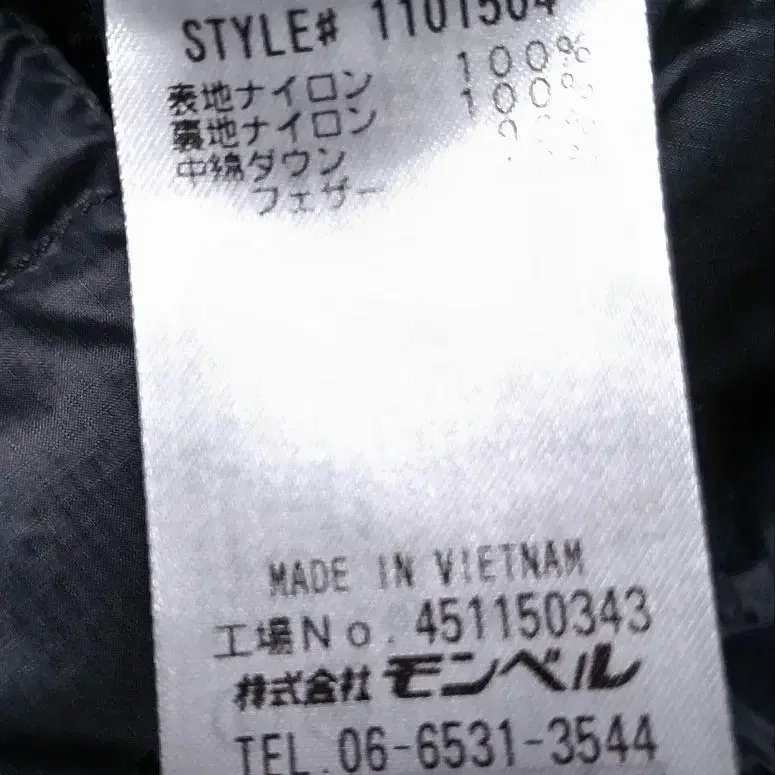 STYLE# 1101504
表地ナイロン 100%
裏地ナイロン 100%
中綿ダウン
フェザー
MADE IN VIETNAM
工場No. 451150343
株式会社モンベル
TEL.06-6531-3544